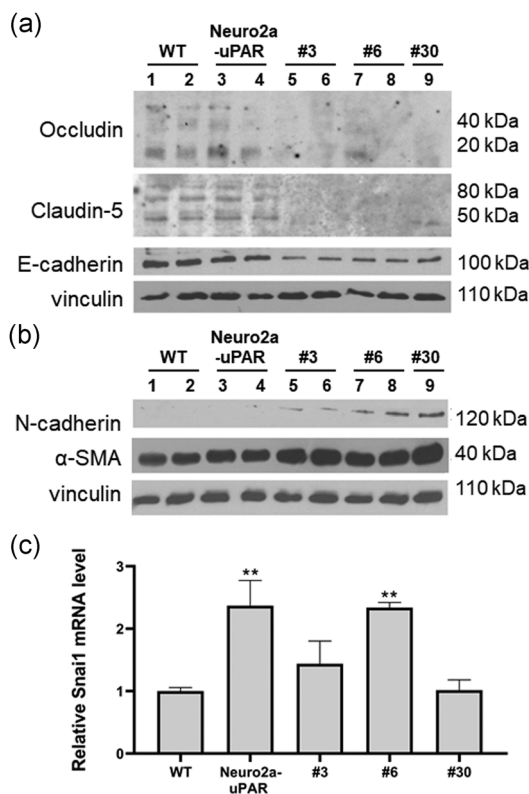 (a)
Neuro2a
WT -uPAR #3 #6 #30
1 2 3 4 5 6 7 8 9
Occludin
40 kDa
20 kDa
Claudin-5
80 kDa
50 kDa
E-cadherin 100 kDa
vinculin 110 kDa
(b)
Neuro2a
WT -uPAR #3 #6 #30
1 2 3 4 5 6 7 8 9
N-cadherin 120 kDa
α-SMA 40 kDa
vinculin 110 kDa
(c)
Relative Snai1 mRNA level
3
2
1
0
** **
WT Neuro2a- #3 #6 #30
uPAR